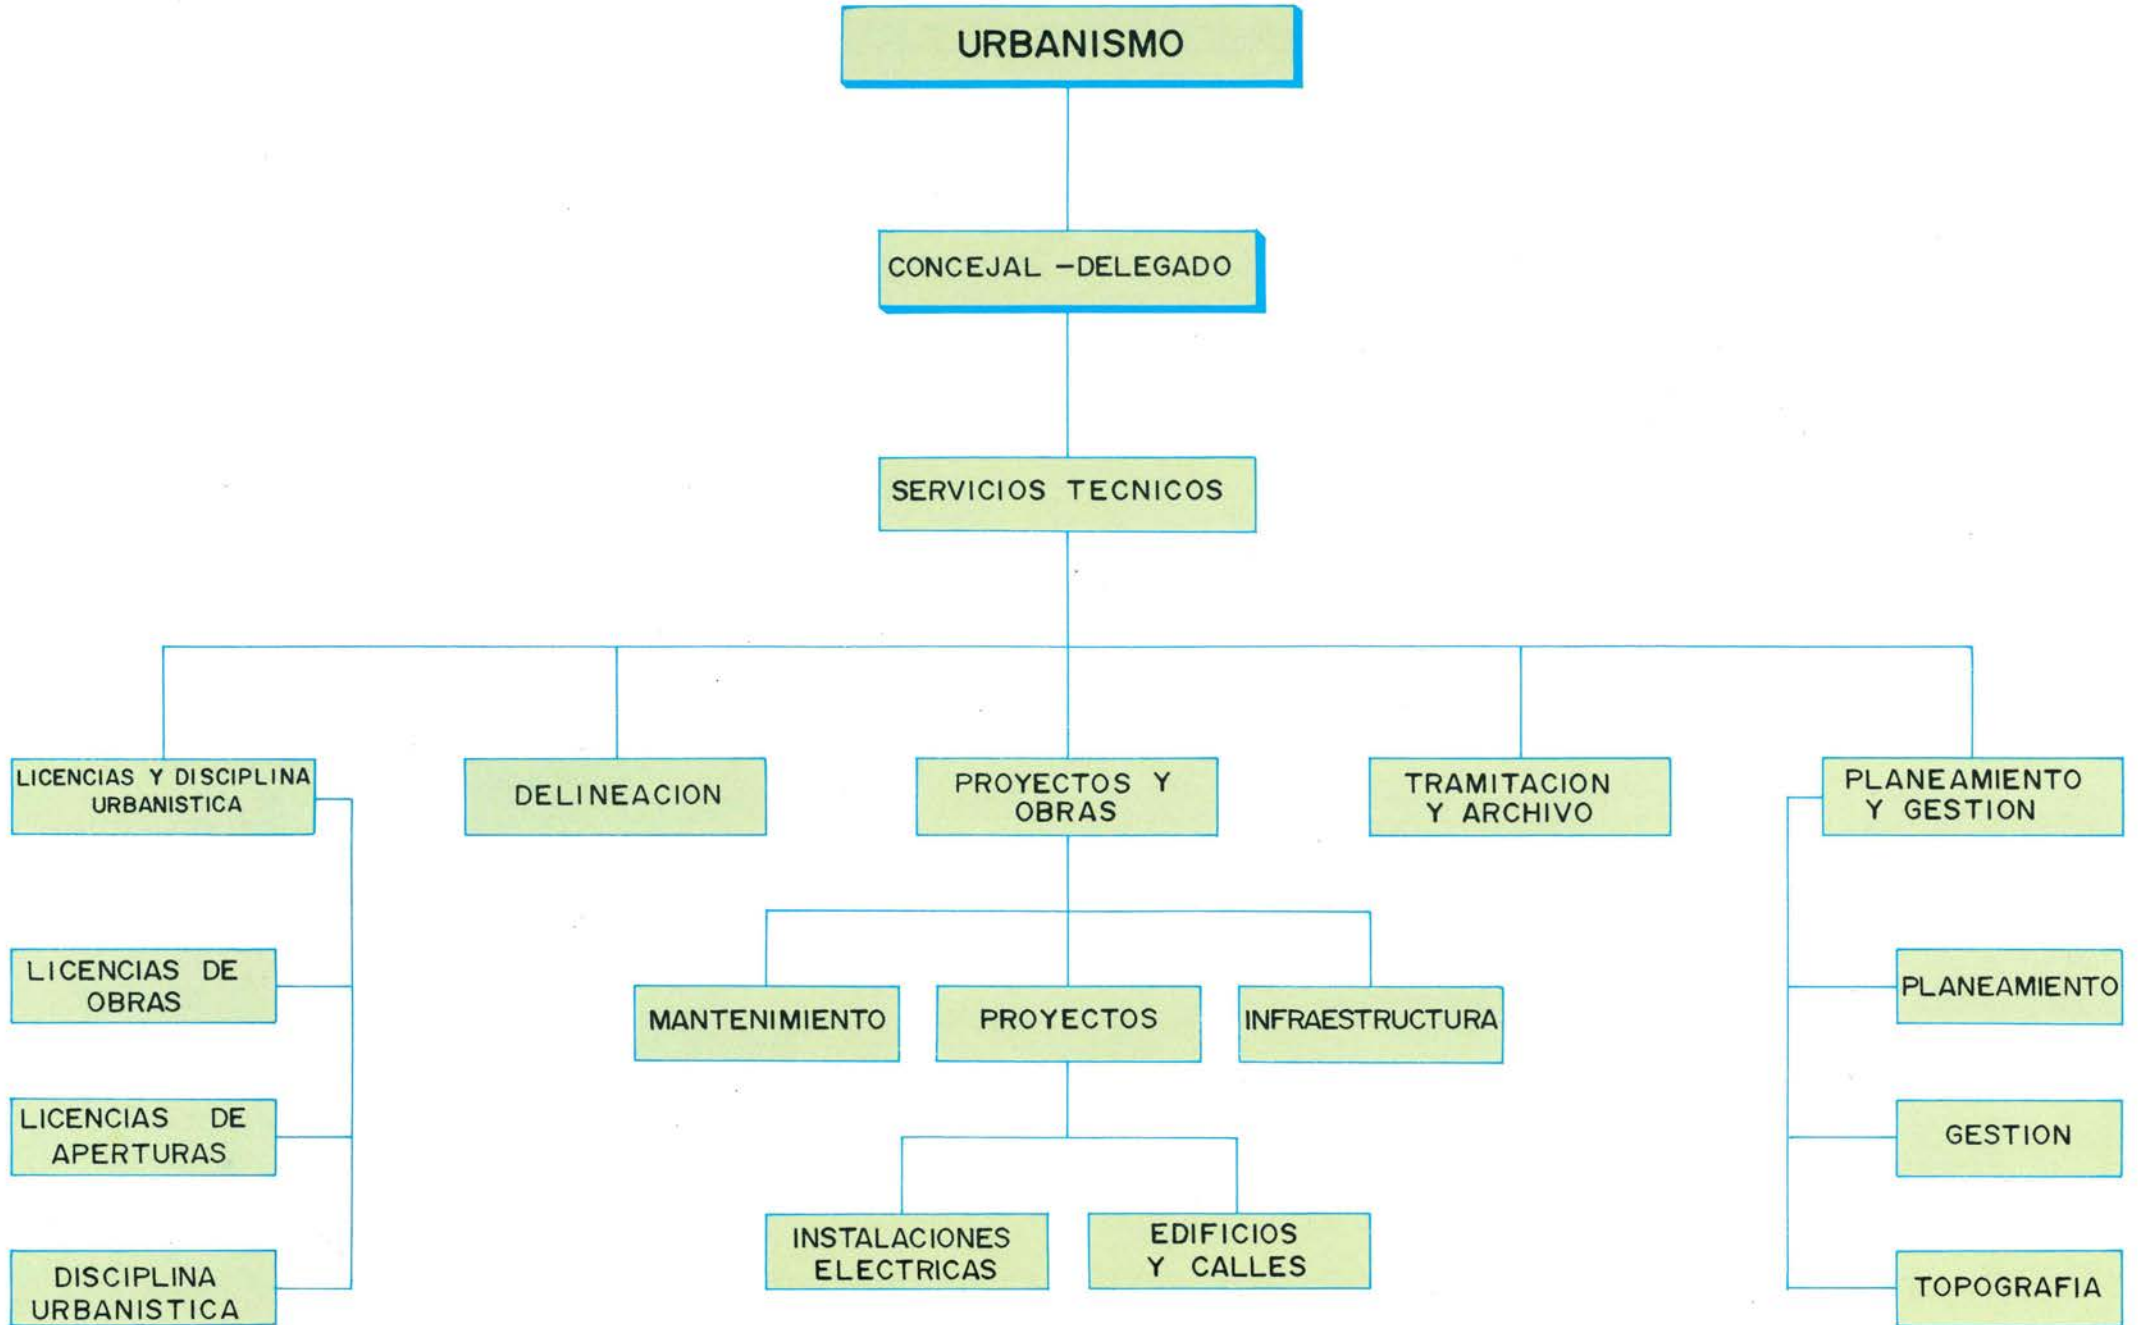 URBANISMO
CONCEJAL -DELEGADO
SERVICIOS TECNICOS
LICENCIAS Y DISCIPLINA
URBANISTICA
DELINEACION
PROYECTOS Y
OBRAS
TRAMITACION
Y ARCHIVO
PLANEAMIENTO
Y GESTION
LICENCIAS DE
OBRAS
LICENCIAS DE
APERTURAS
DISCIPLINA
URBANISTICA
MANTENIMIENTO
PROYECTOS
INFRAESTRUCTURA
INSTALACIONES
ELECTRICAS
EDIFICIOS
Y CALLES
PLANEAMIENTO
GESTION
TOPOGRAFIA